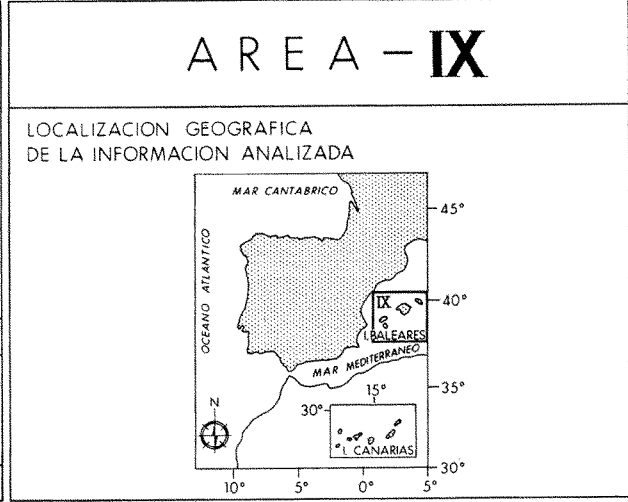 AREA-IX
LOCALIZACION GEOGRAFICA
DE LA INFORMACION ANALIZADA
MAR CANTABRICO
45°
OCEANO ATLANTICO
IX
40°
I. BALEARES
MAR MEDITERRANEO
35°
15°
30°
N
I. CANARIAS
30°
10° 5° 0° 5°